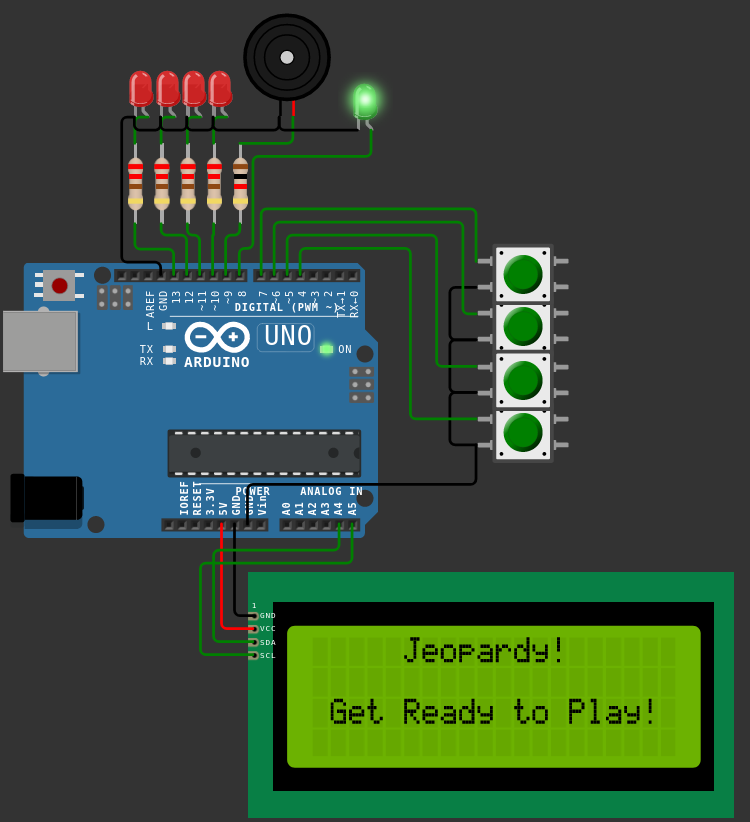 AREF
GND
13
12
~11
~10
~9
8
7
~6
~5
4
~3
2
TX→1
RX←0
DIGITAL (PWM ~)
L
TX
RX
UNO
ON
ARDUINO
IOREF
RESET
3.3V
5V
GND
GND
Vin
POWER
ANALOG IN
A0
A1
A2
A3
A4
A5
1
GND
VCC
SDA
SCL
Jeopardy!
Get Ready to Play!